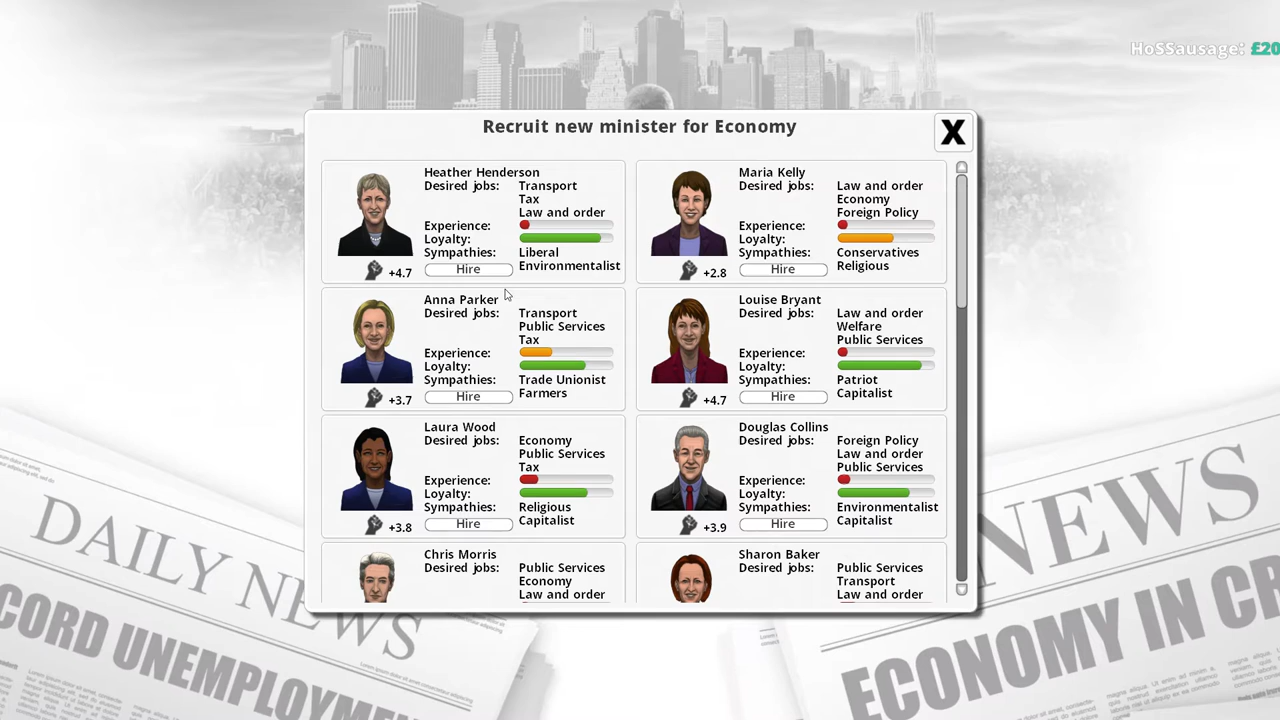 HoSSausage: £20
Recruit new minister for Economy
X
Heather Henderson
Desired jobs: Transport
Tax
Law and order
Experience:
Loyalty:
Sympathies: Liberal
Environmentalist
+4.7 Hire
Maria Kelly
Desired jobs: Law and order
Economy
Foreign Policy
Experience:
Loyalty:
Sympathies: Conservatives
Religious
+2.8 Hire
Anna Parker
Desired jobs: Transport
Public Services
Tax
Experience:
Loyalty:
Sympathies: Trade Unionist
Farmers
+3.7 Hire
Louise Bryant
Desired jobs: Law and order
Welfare
Public Services
Experience:
Loyalty:
Sympathies: Patriot
Capitalist
+4.7 Hire
Laura Wood
Desired jobs: Economy
Public Services
Tax
Experience:
Loyalty:
Sympathies: Religious
Capitalist
+3.8 Hire
Douglas Collins
Desired jobs: Foreign Policy
Law and order
Public Services
Experience:
Loyalty:
Sympathies: Environmentalist
Capitalist
+3.9 Hire
Chris Morris
Desired jobs: Public Services
Economy
Law and order
Sharon Baker
Desired jobs: Public Services
Transport
Law and order
DAILY NEWS
CORD UNEMPLOYME
NEWS
ECONOMY IN CR